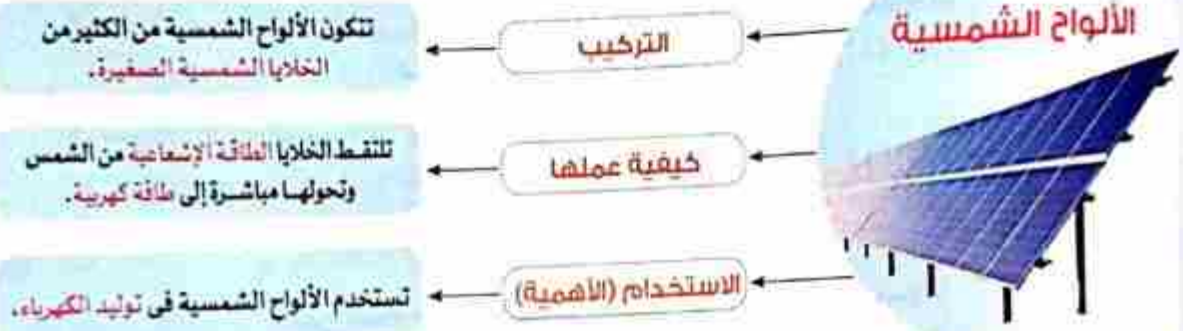 الألواح الشمسية
التركيب
تتكون الألواح الشمسية من الكثير من
الخلايا الشمسية الصغيرة.
كيفية عملها
تلتقط الخلايا الطاقة الإشعاعية من الشمس
وتحولها مباشرة إلى طاقة كهربية.
الاستخدام (الأهمية)
تستخدم الألواح الشمسية فى توليد الكهرباء.